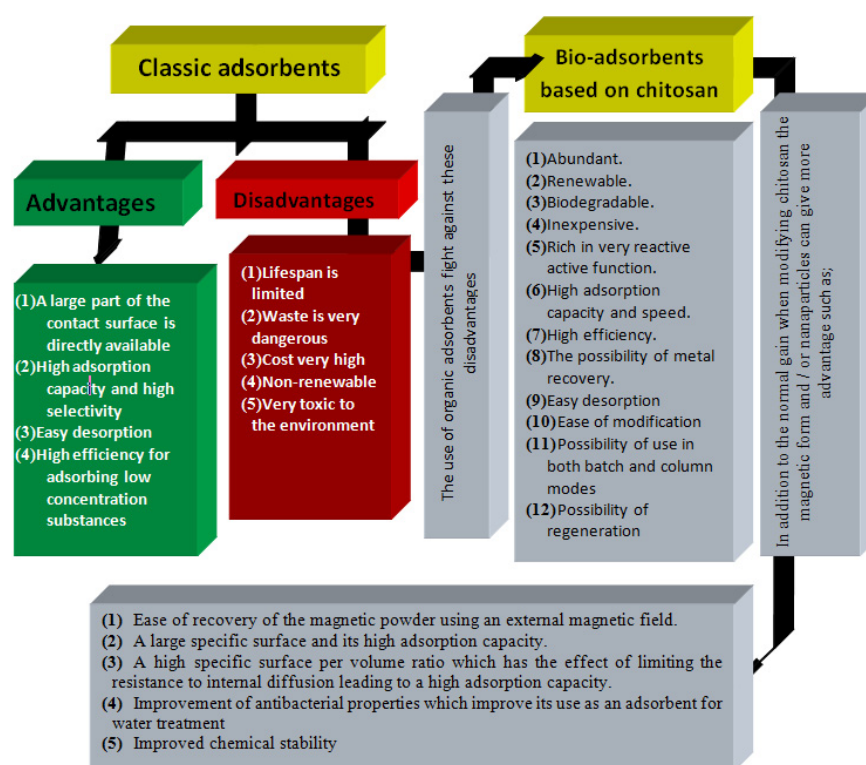 Classic adsorbents
Advantages
(1)A large part of the
contact surface is
directly available
(2)High adsorption
capacity and high
selectivity
(3)Easy desorption
(4)High efficiency for
adsorbing low
concentration
substances
Disadvantages
(1)Lifespan is
limited
(2)Waste is very
dangerous
(3)Cost very high
(4)Non-renewable
(5)Very toxic to
the environment
The use of organic adsorbents fight against these
disadvantages
Bio-adsorbents
based on chitosan
(1)Abundant.
(2)Renewable.
(3)Biodegradable.
(4)Inexpensive.
(5)Rich in very reactive
active function.
(6)High adsorption
capacity and speed.
(7)High efficiency.
(8)The possibility of metal
recovery.
(9)Easy desorption
(10)Ease of modification
(11)Possibility of use in
both batch and column
modes
(12)Possibility of
regeneration
In addition to the normal gain when modifying chitosan the
magnetic form and / or nanaparticles can give more
advantage such as;
(1) Ease of recovery of the magnetic powder using an external magnetic field.
(2) A large specific surface and its high adsorption capacity.
(3) A high specific surface per volume ratio which has the effect of limiting the
resistance to internal diffusion leading to a high adsorption capacity.
(4) Improvement of antibacterial properties which improve its use as an adsorbent for
water treatment
(5) Improved chemical stability